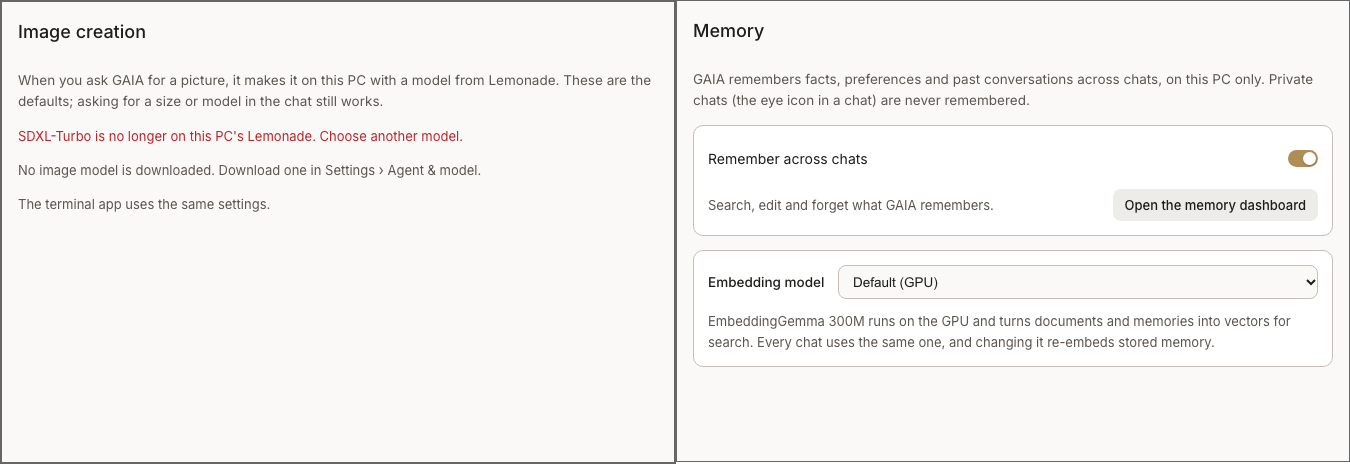 Image creation
When you ask GAIA for a picture, it makes it on this PC with a model from Lemonade. These are the
defaults; asking for a size or model in the chat still works.
SDXL-Turbo is no longer on this PC's Lemonade. Choose another model.
No image model is downloaded. Download one in Settings › Agent & model.
The terminal app uses the same settings.
Memory
GAIA remembers facts, preferences and past conversations across chats, on this PC only. Private
chats (the eye icon in a chat) are never remembered.
Remember across chats
Search, edit and forget what GAIA remembers.
Open the memory dashboard
Embedding model
Default (GPU)
EmbeddingGemma 300M runs on the GPU and turns documents and memories into vectors for
search. Every chat uses the same one, and changing it re-embeds stored memory.